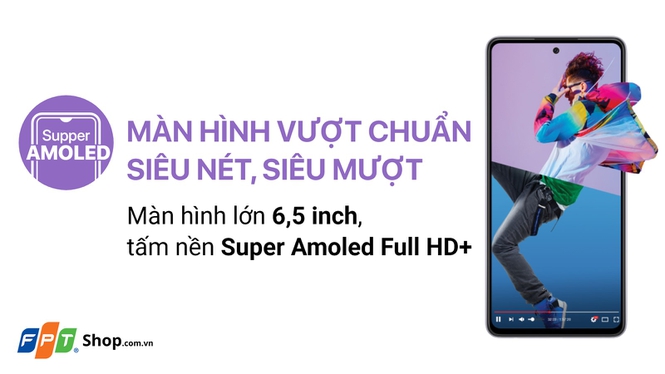 Supper
AMOLED
MÀN HÌNH VƯỢT CHUẨN
SIÊU NÉT, SIÊU MƯỢT
Màn hình lớn 6,5 inch,
tấm nền Super Amoled Full HD+
FPT Shop.com.vn